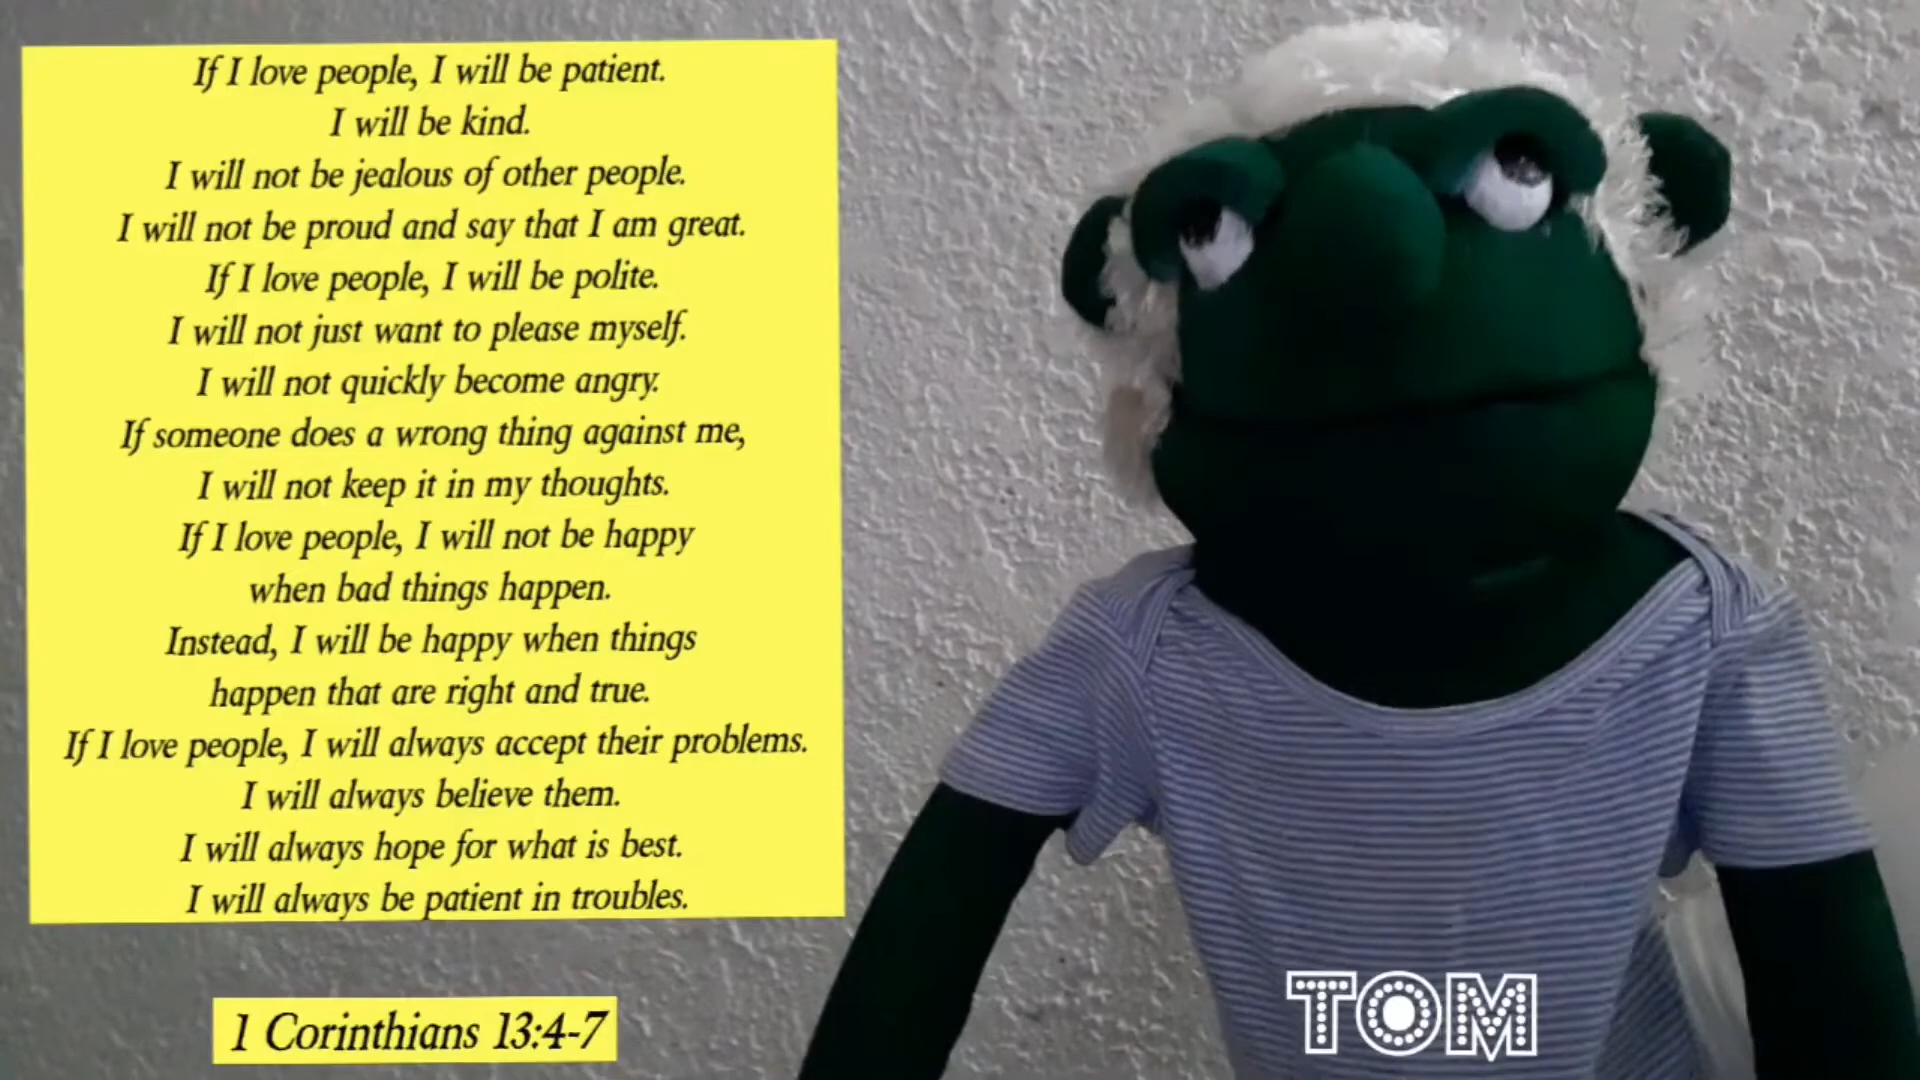 If I love people, I will be patient.
I will be kind.
I will not be jealous of other people.
I will not be proud and say that I am great.
If I love people, I will be polite.
I will not just want to please myself.
I will not quickly become angry.
If someone does a wrong thing against me,
I will not keep it in my thoughts.
If I love people, I will not be happy
when bad things happen.
Instead, I will be happy when things
happen that are right and true.
If I love people, I will always accept their problems.
I will always believe them.
I will always hope for what is best.
I will always be patient in troubles.
1 Corinthians 13:4-7
TOM